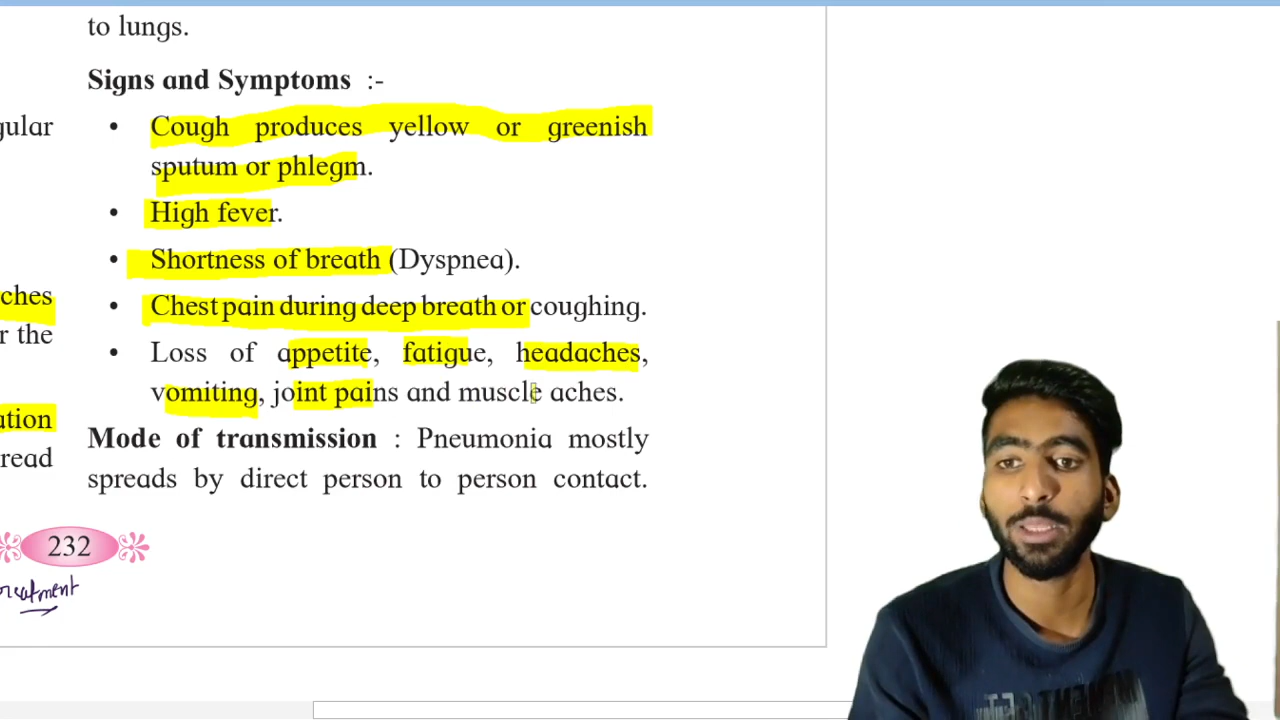 to lungs.
Signs and Symptoms :-
• Cough produces yellow or greenish
sputum or phlegm.
• High fever.
• Shortness of breath (Dyspnea).
• Chest pain during deep breath or coughing.
• Loss of appetite, fatigue, headaches,
vomiting, joint pains and muscle aches.
Mode of transmission : Pneumonia mostly
spreads by direct person to person contact.
gular
ches
r the
ation
read
232
reatment